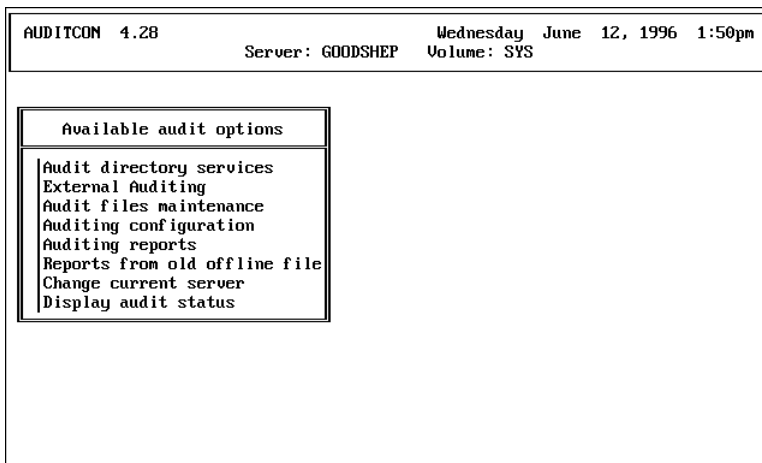 AUDITCON 4.28 Wednesday June 12, 1996 1:50pm
Server: GOODSHEP Volume: SYS
Available audit options
Audit directory services
External Auditing
Audit files maintenance
Auditing configuration
Auditing reports
Reports from old offline file
Change current server
Display audit status